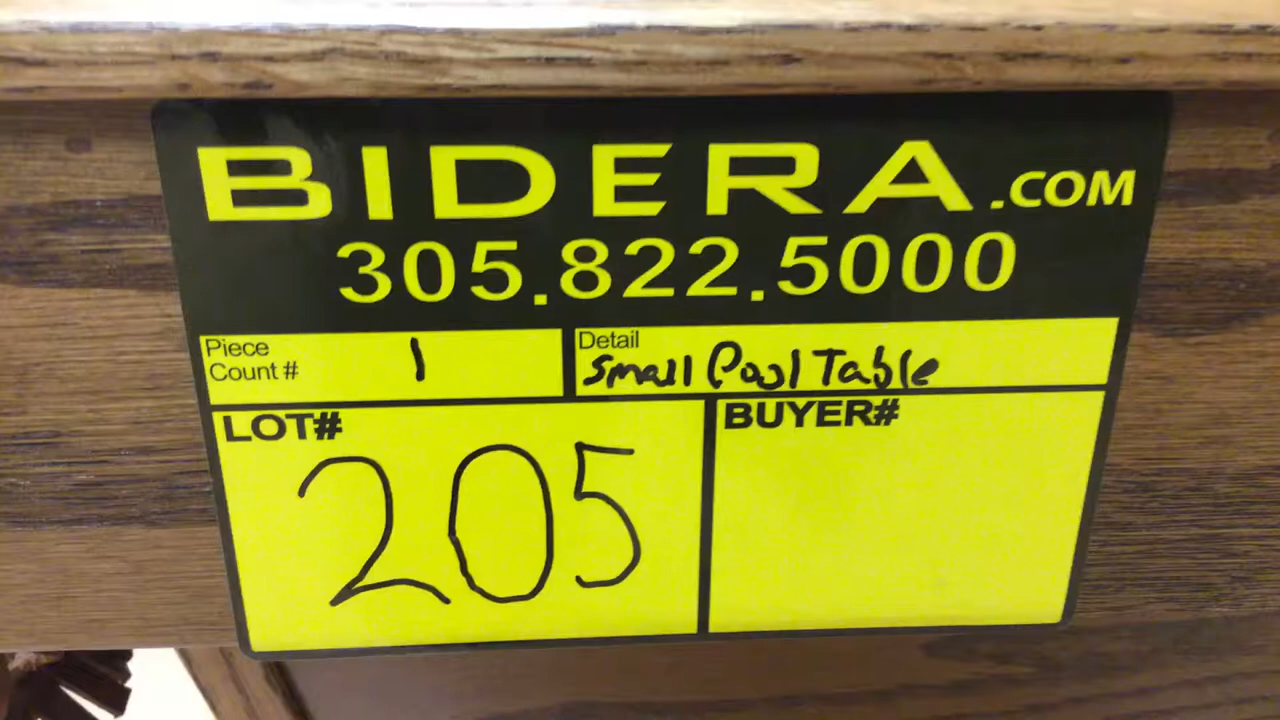 BIDERA.COM
305.822.5000
Piece Count # 1
Detail Small Pool Table
LOT# 205
BUYER#